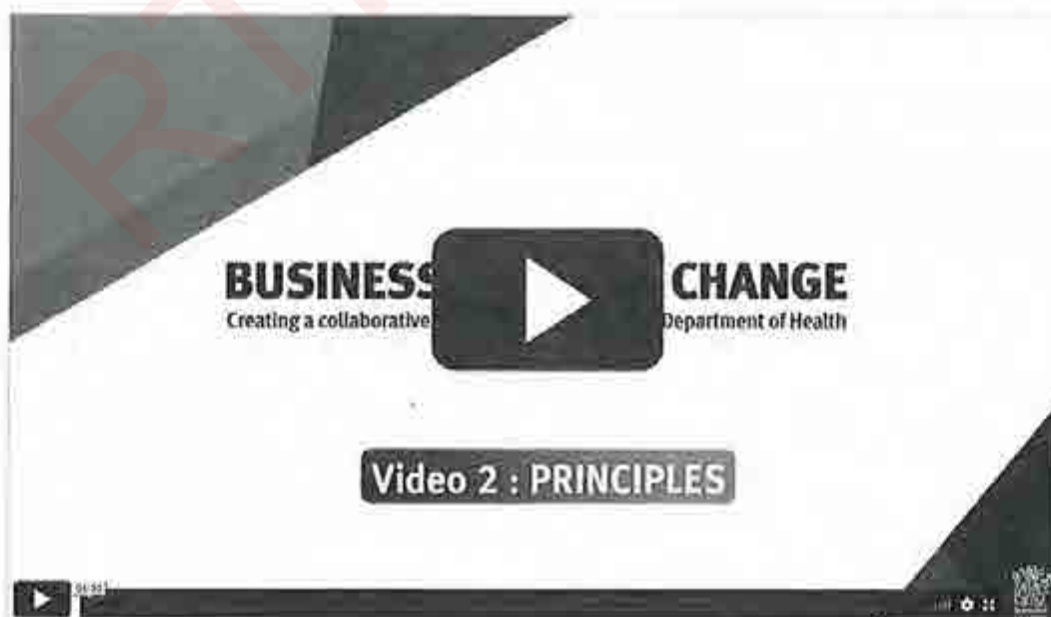 BUSINESS CHANGE
Creating a collaborative Department of Health
Video 2 : PRINCIPLES